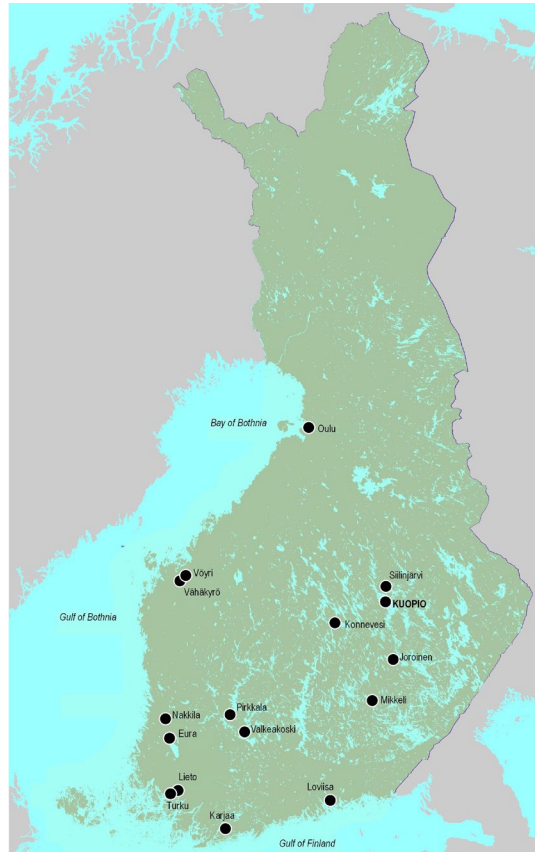 Bay of Bothnia
Oulu
Vöyri
Vähäkyrö
Siilinjärvi
KUOPIO
Gulf of Bothnia
Konnevesi
Joroinen
Mikkeli
Pirkkala
Nakkila
Valkeakoski
Eura
Lieto
Turku
Loviisa
Karjaa
Gulf of Finland